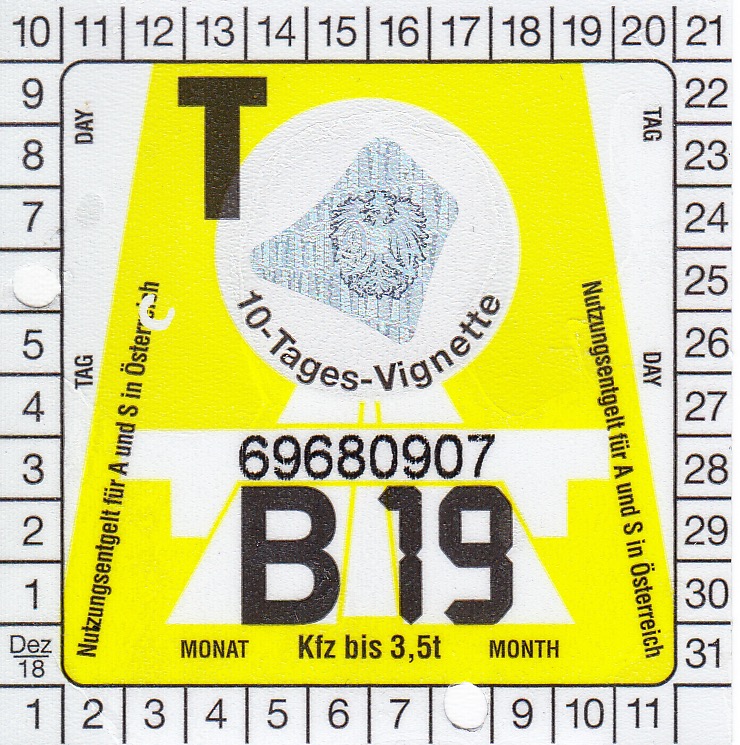 10 11 12 13 14 15 16 17 18 19 20 21
9 DAY TAG 22
T
8 23
7 24
25
10-Tages-Vignette
5 TAG DAY 26
Nutzungsentgelt für A und S in Österreich
Nutzungsentgelt für A und S in Österreich
4 27
69680907
3 28
B 19
2 29
1 30
Dez 18 MONAT Kfz bis 3,5t MONTH 31
1 2 3 4 5 6 7 9 10 11